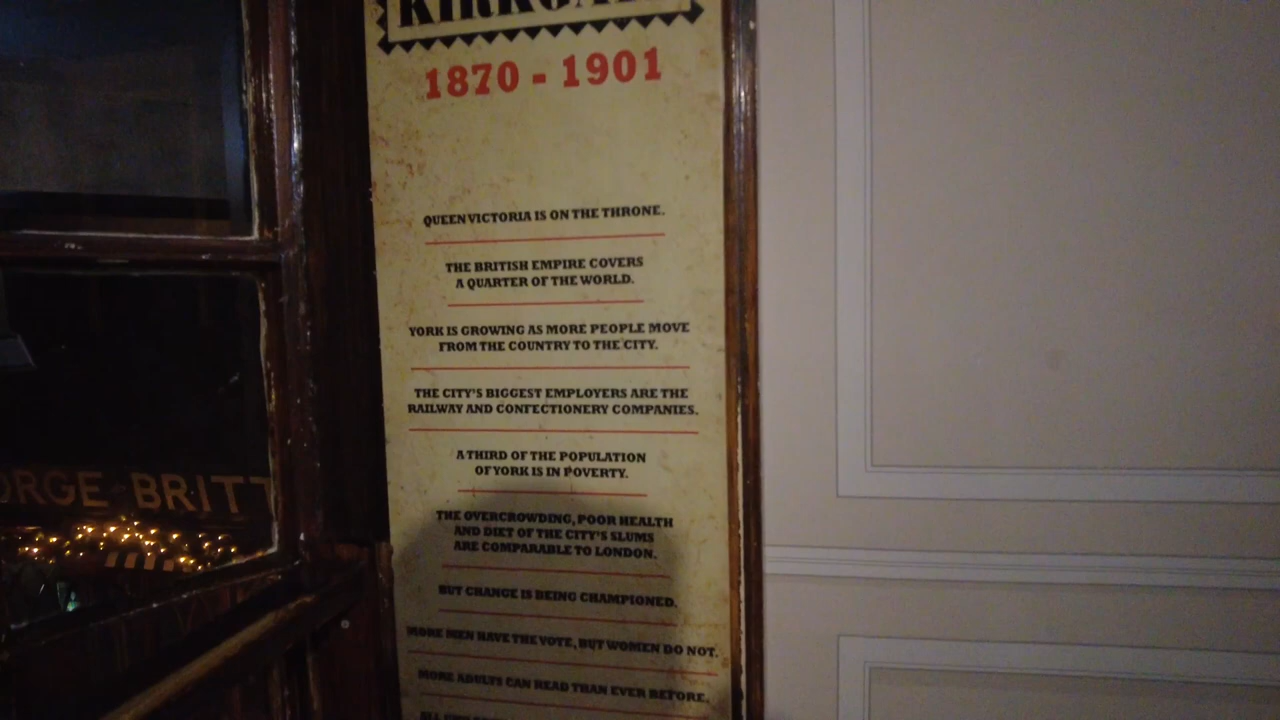 1870 - 1901
QUEEN VICTORIA IS ON THE THRONE.
THE BRITISH EMPIRE COVERS
A QUARTER OF THE WORLD.
YORK IS GROWING AS MORE PEOPLE MOVE
FROM THE COUNTRY TO THE CITY.
THE CITY'S BIGGEST EMPLOYERS ARE THE
RAILWAY AND CONFECTIONERY COMPANIES.
A THIRD OF THE POPULATION
OF YORK IS IN POVERTY.
THE OVERCROWDING, POOR HEALTH
AND DIET OF THE CITY'S SLUMS
ARE COMPARABLE TO LONDON.
BUT CHANGE IS BEING CHAMPIONED.
MORE MEN HAVE THE VOTE, BUT WOMEN DO NOT.
MORE ADULTS CAN READ THAN EVER BEFORE.
ORGE BRITT